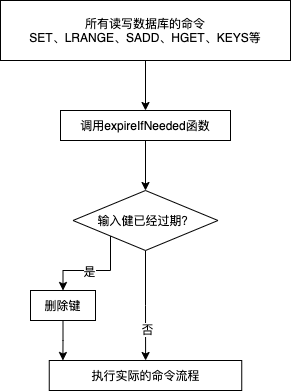 所有读写数据库的命令
SET、LRANGE、SADD、HGET、KEYS等
调用expireIfNeeded函数
输入健已经过期?
是
删除键
否
执行实际的命令流程